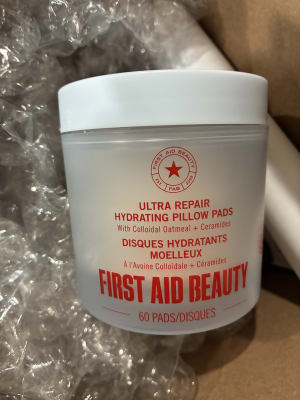 FIRST AID BEAUTY
FAB
ULTRA REPAIR
HYDRATING PILLOW PADS
With Colloidal Oatmeal + Ceramides
DISQUES HYDRATANTS
MOELLEUX
À l'Avoine Colloïdale + Céramides
FIRST AID BEAUTY
60 PADS/DISQUES